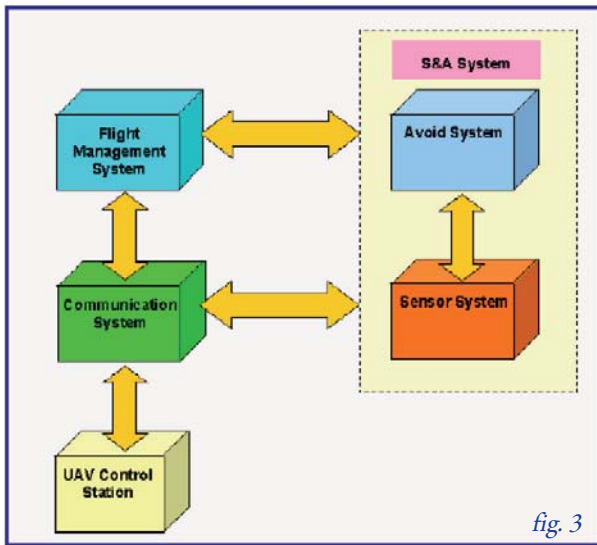 S&A System
Flight
Management
System
Avoid System
Communication
System
Sensor System
UAV Control
Station
fig. 3